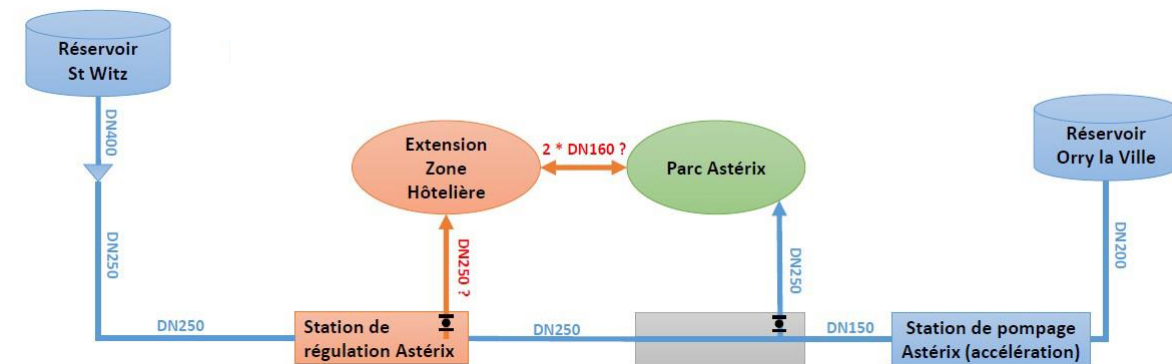 Réservoir
St Witz
DN400
DN250
DN250
Station de
régulation Astérix
DN250 ?
Extension
Zone
Hôtelière
2 * DN160 ?
Parc Astérix
DN250
DN250
DN150
Station de pompage
Astérix (accélération)
DN200
Réservoir
Orry la Ville